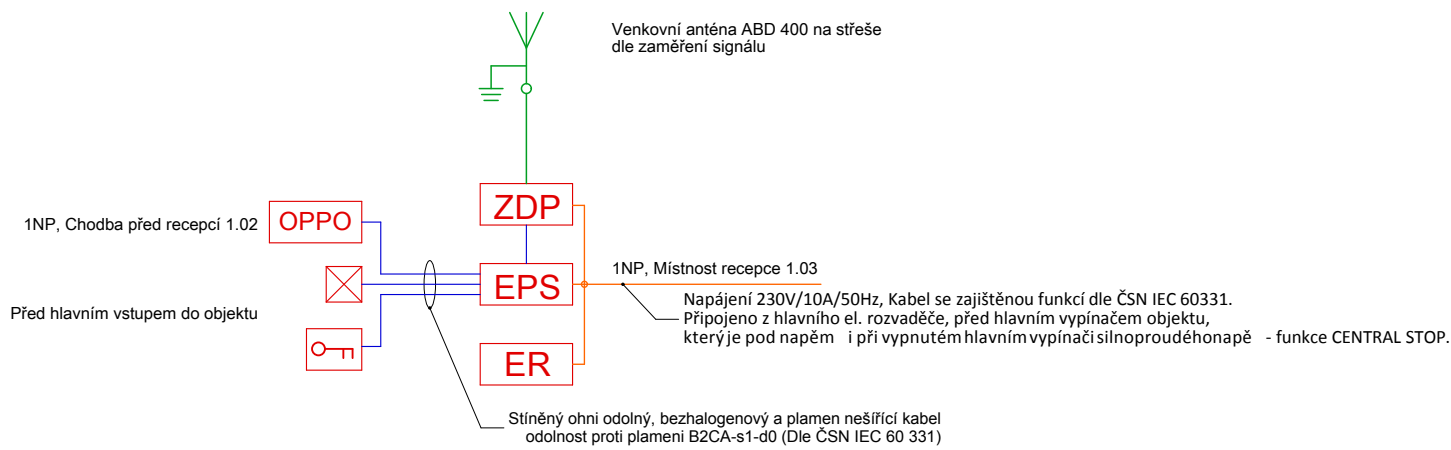 Venkovní anténa ABD 400 na střeše
dle zaměření signálu
ZDP
1NP, Chodba před recepcí 1.02
OPPO
EPS
1NP, Místnost recepce 1.03
Napájení 230V/10A/50Hz, Kabel se zajištěnou funkcí dle ČSN IEC 60331.
Připojeno z hlavního el. rozvaděče, před hlavním vypínačem objektu,
který je pod napěm i při vypnutém hlavním vypínači silnoproudého napě - funkce CENTRAL STOP.
Před hlavním vstupem do objektu
ER
Stíněný ohni odolný, bezhalogenový a plamen nešířící kabel
odolnost proti plameni B2CA-s1-d0 (Dle ČSN IEC 60 331)